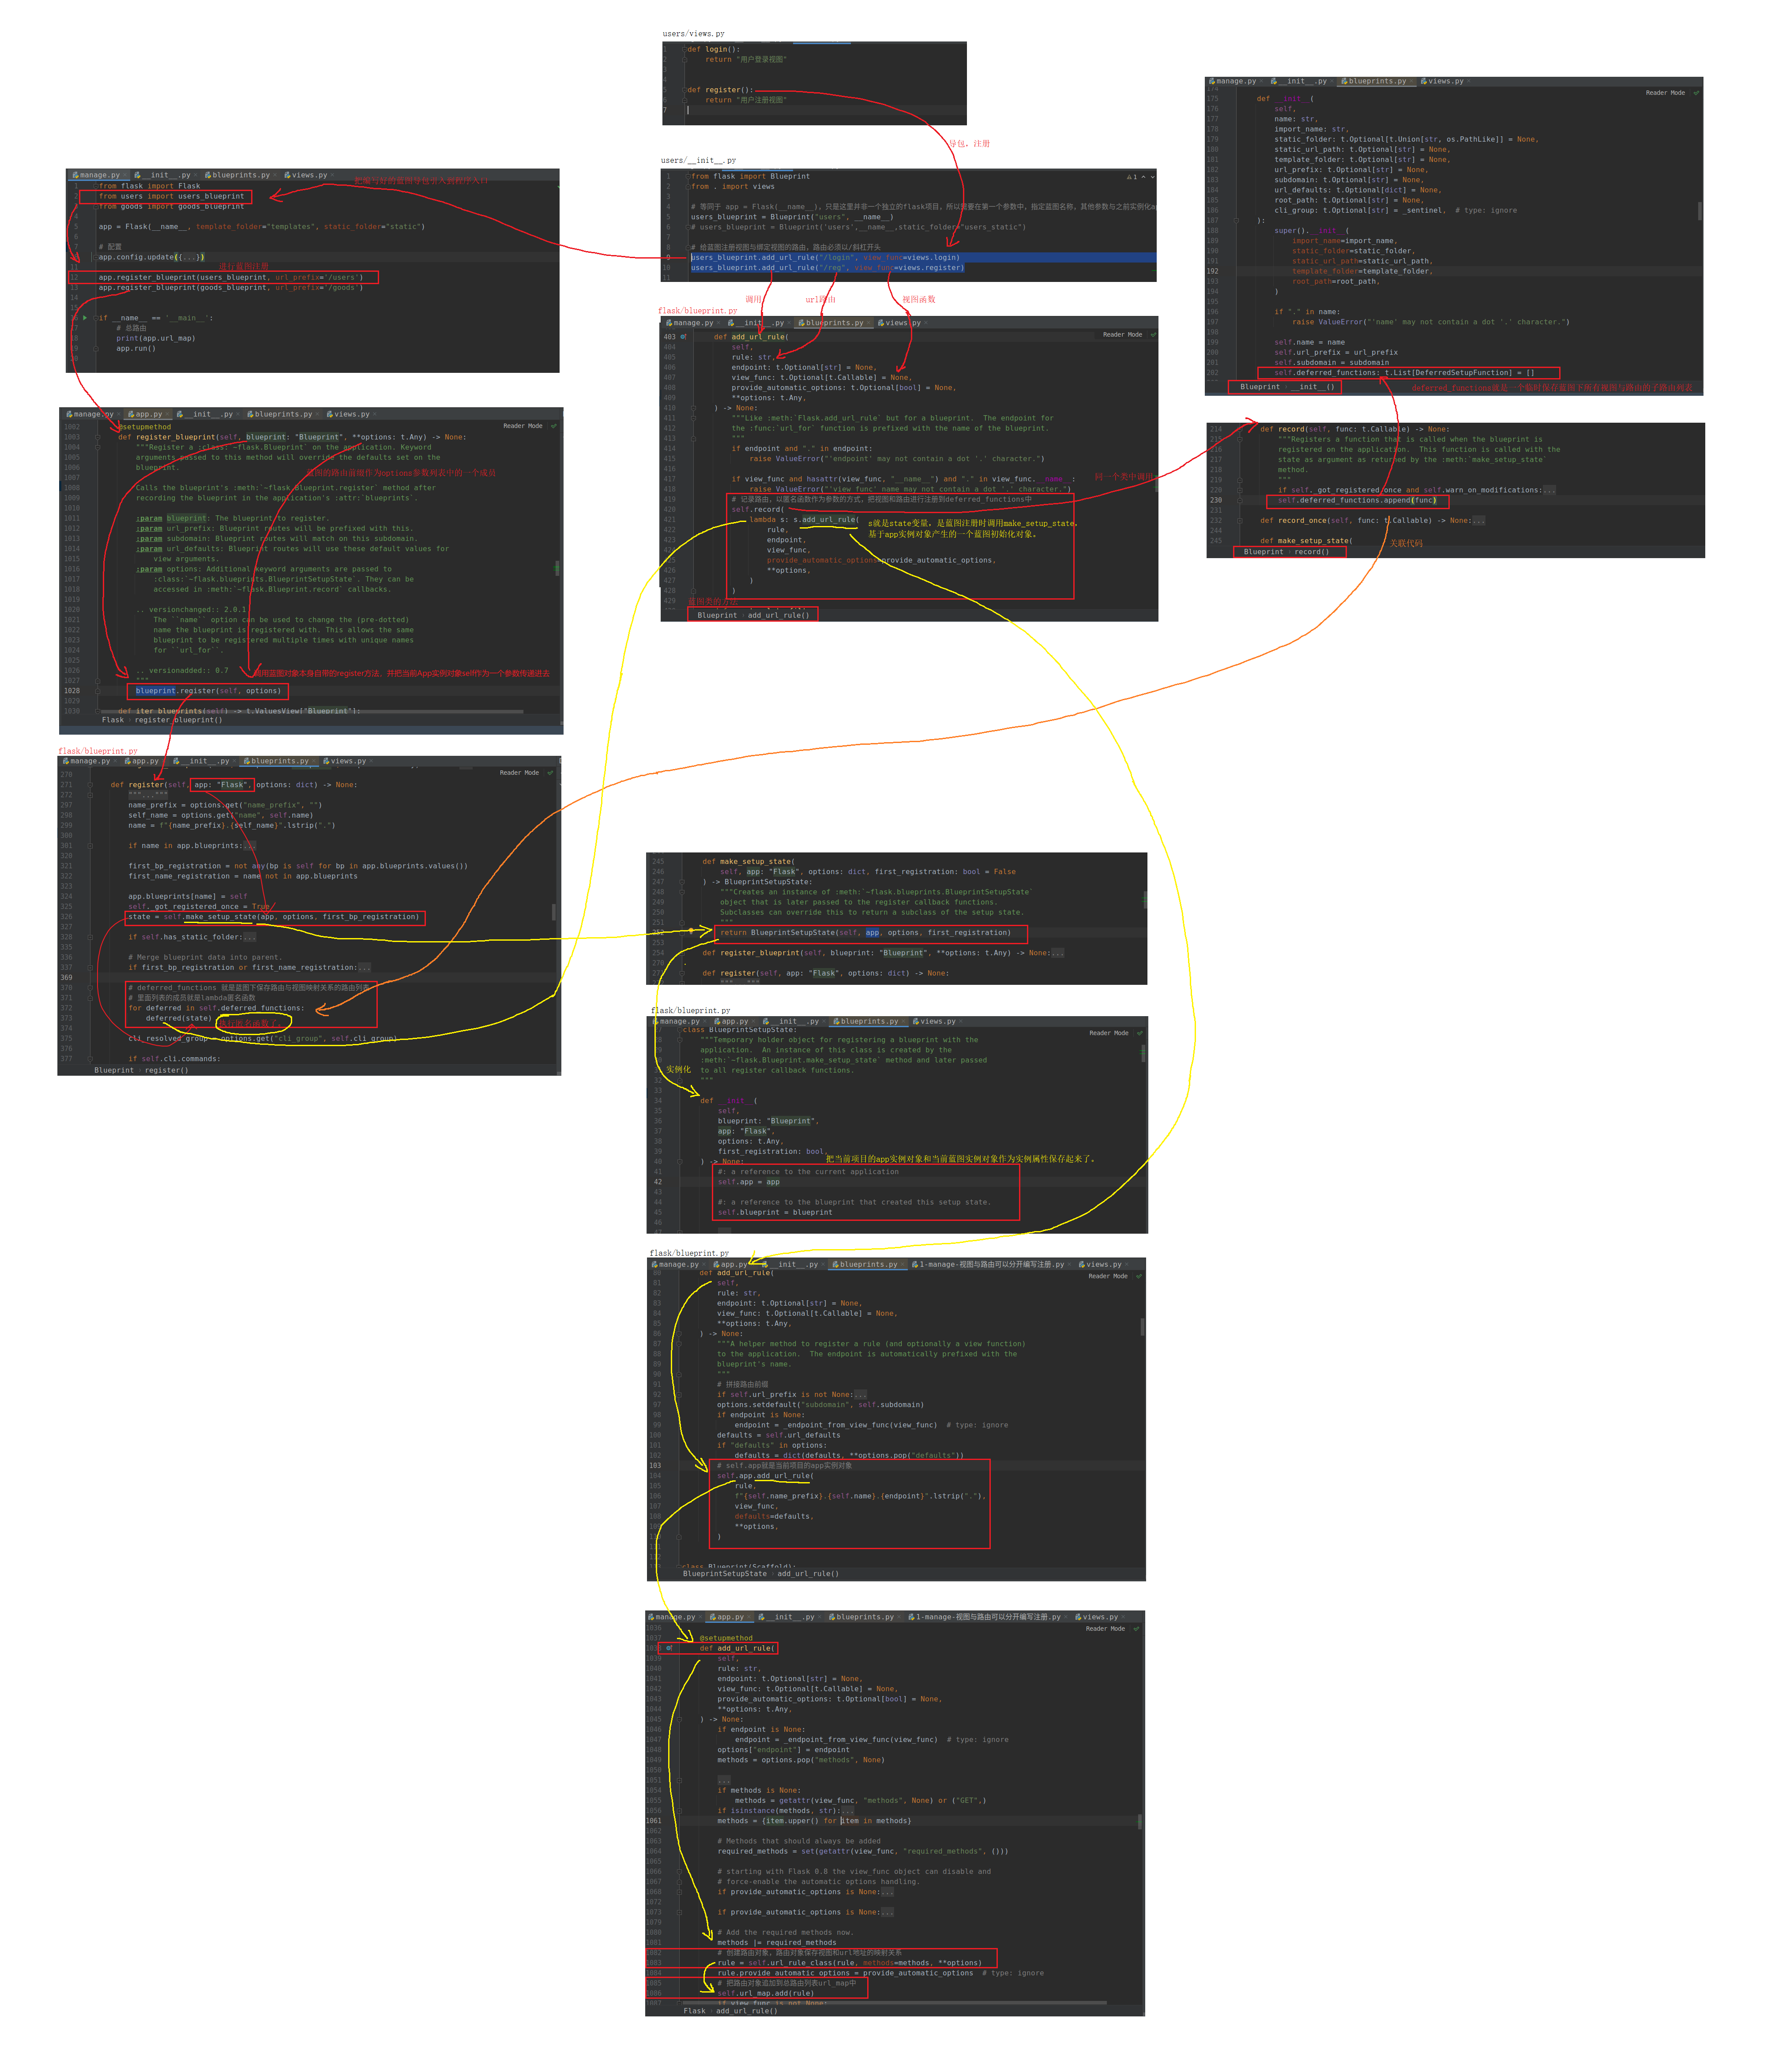 users/views.py
def login():
return "用户登录视图"
def register():
return "用户注册视图"
导包，注册
users/__init__.py
from flask import Blueprint
from . import views
# 等同于 app = Flask(__name__)，只是这里并非一个独立的flask项目，所以需要在第一个参数中，指定蓝图名称，其他参数与之前实例化ap
users_blueprint = Blueprint("users", __name__)
# users_blueprint = Blueprint('users',__name__,static_folder="users_static")
# 给蓝图注册视图与绑定视图的路由，路由必须以/斜杠开头
users_blueprint.add_url_rule("/login", view_func=views.login)
users_blueprint.add_url_rule("/reg", view_func=views.register)
调用
url路由
视图函数
manage.py × __init__.py × blueprints.py × views.py ×
from flask import Flask
from users import users_blueprint
from goods import goods_blueprint
把编写好的蓝图导包引入到程序入口
app = Flask(__name__, template_folder="templates", static_folder="static")
# 配置
app.config.update({...})
进行蓝图注册
app.register_blueprint(users_blueprint, url_prefix='/users')
app.register_blueprint(goods_blueprint, url_prefix='/goods')
if __name__ == '__main__':
# 总路由
print(app.url_map)
app.run()
manage.py × app.py × __init__.py × blueprints.py × views.py ×
Reader Mode
@setupmethod
def register_blueprint(self, blueprint: "Blueprint", **options: t.Any) -> None:
"""Register a :class:`~flask.Blueprint` on the application. Keyword
arguments passed to this method will override the defaults set on the
blueprint.
蓝图的路由前缀作为options参数列表中的一个成员
Calls the blueprint's :meth:`~flask.Blueprint.register` method after
recording the blueprint in the application's :attr:`blueprints`.
:param blueprint: The blueprint to register.
:param url_prefix: Blueprint routes will be prefixed with this.
:param subdomain: Blueprint routes will match on this subdomain.
:param url_defaults: Blueprint routes will use these default values for
view arguments.
:param options: Additional keyword arguments are passed to
:class:`~flask.blueprints.BlueprintSetupState`. They can be
accessed in :meth:`~flask.Blueprint.record` callbacks.
.. versionchanged:: 2.0.1
The ``name`` option can be used to change the (pre-dotted)
name the blueprint is registered with. This allows the same
blueprint to be registered multiple times with unique names
for ``url_for``.
.. versionadded:: 0.7
"""
调用蓝图对象本身自带的register方法，并把当前App实例对象self作为一个参数传递进去
blueprint.register(self, options)
def iter_blueprints(self) -> t.ValuesView["Blueprint"]:
Flask › register_blueprint()
flask/blueprint.py
manage.py × app.py × __init__.py × blueprints.py × views.py ×
Reader Mode
def register(self, app: "Flask", options: dict) -> None:
"""..."""
name_prefix = options.get("name_prefix", "")
self_name = options.get("name", self.name)
name = f"{name_prefix}.{self_name}".lstrip(".")
if name in app.blueprints:...
first_bp_registration = not any(bp is self for bp in app.blueprints.values())
first_name_registration = name not in app.blueprints
app.blueprints[name] = self
self._got_registered_once = True
state = self.make_setup_state(app, options, first_bp_registration)
if self.has_static_folder:...
# Merge blueprint data into parent.
if first_bp_registration or first_name_registration:...
# deferred_functions 就是蓝图下保存路由与视图映射关系的路由列表
# 里面列表的成员就是lambda匿名函数
for deferred in self.deferred_functions:
deferred(state)
执行匿名函数了，
cli_resolved_group = options.get("cli_group", self.cli_group)
if self.cli.commands:
Blueprint › register()
flask/blueprint.py
manage.py × __init__.py × blueprints.py × views.py ×
Reader Mode
def add_url_rule(
self,
rule: str,
endpoint: t.Optional[str] = None,
view_func: t.Optional[t.Callable] = None,
provide_automatic_options: t.Optional[bool] = None,
**options: t.Any,
) -> None:
"""Like :meth:`Flask.add_url_rule` but for a blueprint.  The endpoint for
the :func:`url_for` function is prefixed with the name of the blueprint.
"""
if endpoint and "." in endpoint:
raise ValueError("'endpoint' may not contain a dot '.' character.")
if view_func and hasattr(view_func, "__name__") and "." in view_func.__name__:
raise ValueError("'view_func' name may not contain a dot '.' character.")
同一个类中调用
# 记录路由，以匿名函数作为参数的方式，把视图和路由进行注册到deferred_functions中
self.record(
lambda s: s.add_url_rule(
s就是state变量，是蓝图注册时调用make_setup_state，
基于app实例对象产生的一个蓝图初始化对象。
rule,
endpoint,
view_func,
provide_automatic_options=provide_automatic_options,
**options,
)
)
蓝图类的方法
Blueprint › add_url_rule()
manage.py × __init__.py × blueprints.py × views.py ×
Reader Mode
def __init__(
self,
name: str,
import_name: str,
static_folder: t.Optional[t.Union[str, os.PathLike]] = None,
static_url_path: t.Optional[str] = None,
template_folder: t.Optional[str] = None,
url_prefix: t.Optional[str] = None,
subdomain: t.Optional[str] = None,
url_defaults: t.Optional[dict] = None,
root_path: t.Optional[str] = None,
cli_group: t.Optional[str] = _sentinel,  # type: ignore
):
super().__init__(
import_name=import_name,
static_folder=static_folder,
static_url_path=static_url_path,
template_folder=template_folder,
root_path=root_path,
)
if "." in name:
raise ValueError("'name' may not contain a dot '.' character.")
self.name = name
self.url_prefix = url_prefix
self.subdomain = subdomain
self.deferred_functions: t.List[DeferredSetupFunction] = []
Blueprint › __init__()
deferred_functions就是一个临时保存蓝图下所有视图与路由的子路由列表
def record(self, func: t.Callable) -> None:
"""Registers a function that is called when the blueprint is
registered on the application.  This function is called with the
state as argument as returned by the :meth:`make_setup_state`
method.
"""
if self._got_registered_once and self.warn_on_modifications:...
self.deferred_functions.append(func)
def record_once(self, func: t.Callable) -> None:...
def make_setup_state(
关联代码
Blueprint › record()
def make_setup_state(
self, app: "Flask", options: dict, first_registration: bool = False
) -> BlueprintSetupState:
"""Creates an instance of :meth:`~flask.blueprints.BlueprintSetupState`
object that is later passed to the register callback functions.
Subclasses can override this to return a subclass of the setup state.
"""
return BlueprintSetupState(self, app, options, first_registration)
def register_blueprint(self, blueprint: "Blueprint", **options: t.Any) -> None:...
def register(self, app: "Flask", options: dict) -> None:
flask/blueprint.py
manage.py × app.py × __init__.py × blueprints.py × views.py ×
class BlueprintSetupState:
Reader Mode
"""Temporary holder object for registering a blueprint with the
application.  An instance of this class is created by the
:meth:`~flask.Blueprint.make_setup_state` method and later passed
to all register callback functions.
实例化
"""
def __init__(
self,
blueprint: "Blueprint",
app: "Flask",
options: t.Any,
first_registration: bool,
) -> None:
把当前项目的app实例对象和当前蓝图实例对象作为实例属性保存起来了。
#: a reference to the current application
self.app = app
#: a reference to the blueprint that created this setup state.
self.blueprint = blueprint
flask/blueprint.py
manage.py × app.py × __init__.py × blueprints.py × 1-manage-视图与路由可以分开编写注册.py × views.py ×
def add_url_rule(
Reader Mode
self,
rule: str,
endpoint: t.Optional[str] = None,
view_func: t.Optional[t.Callable] = None,
**options: t.Any,
) -> None:
"""A helper method to register a rule (and optionally a view function)
to the application.  The endpoint is automatically prefixed with the
blueprint's name.
"""
# 拼接路由前缀
if self.url_prefix is not None:...
options.setdefault("subdomain", self.subdomain)
if endpoint is None:
endpoint = _endpoint_from_view_func(view_func)  # type: ignore
defaults = self.url_defaults
if "defaults" in options:
defaults = dict(defaults, **options.pop("defaults"))
# self.app就是当前项目的app实例对象
self.app.add_url_rule(
rule,
f"{self.name_prefix}.{self.name}.{endpoint}".lstrip("."),
view_func,
defaults=defaults,
**options,
)
class Blueprint(Scaffold):
BlueprintSetupState › add_url_rule()
manage.py × app.py × __init__.py × blueprints.py × 1-manage-视图与路由可以分开编写注册.py × views.py ×
Reader Mode
@setupmethod
def add_url_rule(
self,
rule: str,
endpoint: t.Optional[str] = None,
view_func: t.Optional[t.Callable] = None,
provide_automatic_options: t.Optional[bool] = None,
**options: t.Any,
) -> None:
if endpoint is None:
endpoint = _endpoint_from_view_func(view_func)  # type: ignore
options["endpoint"] = endpoint
methods = options.pop("methods", None)
...
if methods is None:
methods = getattr(view_func, "methods", None) or ("GET",)
if isinstance(methods, str):...
methods = {item.upper() for item in methods}
# Methods that should always be added
required_methods = set(getattr(view_func, "required_methods", ()))
# starting with Flask 0.8 the view_func object can disable and
# force-enable the automatic options handling.
if provide_automatic_options is None:...
if provide_automatic_options is None:...
# Add the required methods now.
methods |= required_methods
# 创建路由对象，路由对象保存视图和url地址的映射关系
rule = self.url_rule_class(rule, methods=methods, **options)
rule.provide_automatic_options = provide_automatic_options  # type: ignore
# 把路由对象追加到总路由列表url_map中
self.url_map.add(rule)
if view_func is not None:
Flask › add_url_rule()